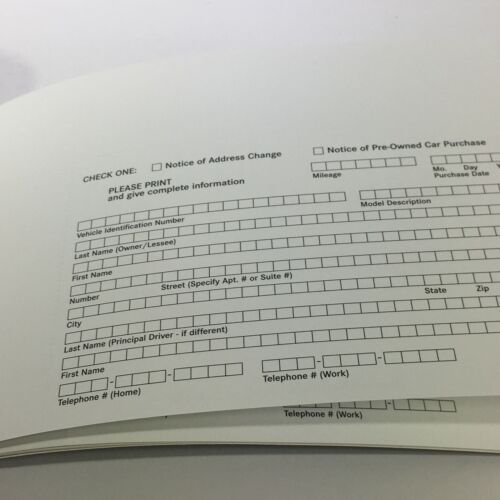 CHECK ONE: Notice of Address Change Notice of Pre-Owned Car Purchase
PLEASE PRINT
and give complete information
Mileage Mo. Day
Purchase Date
Vehicle Identification Number Model Description
Last Name (Owner/Lessee)
First Name
Number Street (Specify Apt. # or Suite #)
City State Zip
Last Name (Principal Driver - if different)
First Name
Telephone # (Home) Telephone # (Work)
Telephone # (Work)